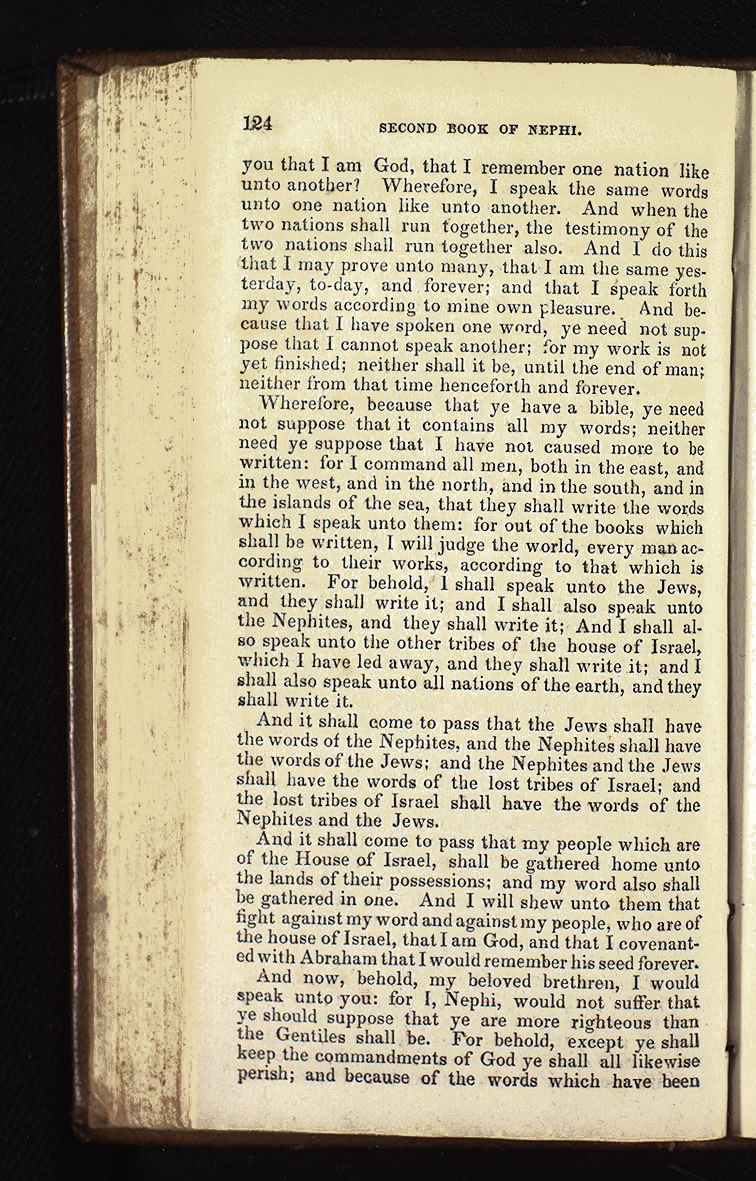 124 SECOND BOOK OF NEPHI.
you that I am God, that I remember one nation like
unto another? Wherefore, I speak the same words
unto one nation like unto another. And when the
two nations shall run together, the testimony of the
two nations shall run together also. And I do this
that I may prove unto many, that I am the same yes-
terday, to-day, and forever; and that I speak forth
my words according to mine own pleasure. And be-
cause that I have spoken one word, ye need not sup-
pose that I cannot speak another; for my work is not
yet finished; neither shall it be, until the end of man;
neither from that time henceforth and forever.
Wherefore, because that ye have a bible, ye need
not suppose that it contains all my words; neither
need ye suppose that I have not caused more to be
written: for I command all men, both in the east, and
in the west, and in the north, and in the south, and in
the islands of the sea, that they shall write the words
which I speak unto them: for out of the books which
shall be written, I will judge the world, every man ac-
cording to their works, according to that which is
written. For behold, I shall speak unto the Jews,
and they shall write it; and I shall also speak unto
the Nephites, and they shall write it; And I shall al-
so speak unto the other tribes of the house of Israel,
which I have led away, and they shall write it; and I
shall also speak unto all nations of the earth, and they
shall write it.
And it shall come to pass that the Jews shall have
the words of the Nephites, and the Nephites shall have
the words of the Jews; and the Nephites and the Jews
shall have the words of the lost tribes of Israel; and
the lost tribes of Israel shall have the words of the
Nephites and the Jews.
And it shall come to pass that my people which are
of the House of Israel, shall be gathered home unto
the lands of their possessions; and my word also shall
be gathered in one. And I will shew unto them that
fight against my word and against my people, who are of
the house of Israel, that I am God, and that I covenant-
ed with Abraham that I would remember his seed forever.
And now, behold, my beloved brethren, I would
speak unto you: for I, Nephi, would not suffer that
ye should suppose that ye are more righteous than
the Gentiles shall be. For behold, except ye shall
keep the commandments of God ye shall all likewise
perish; and because of the words which have been